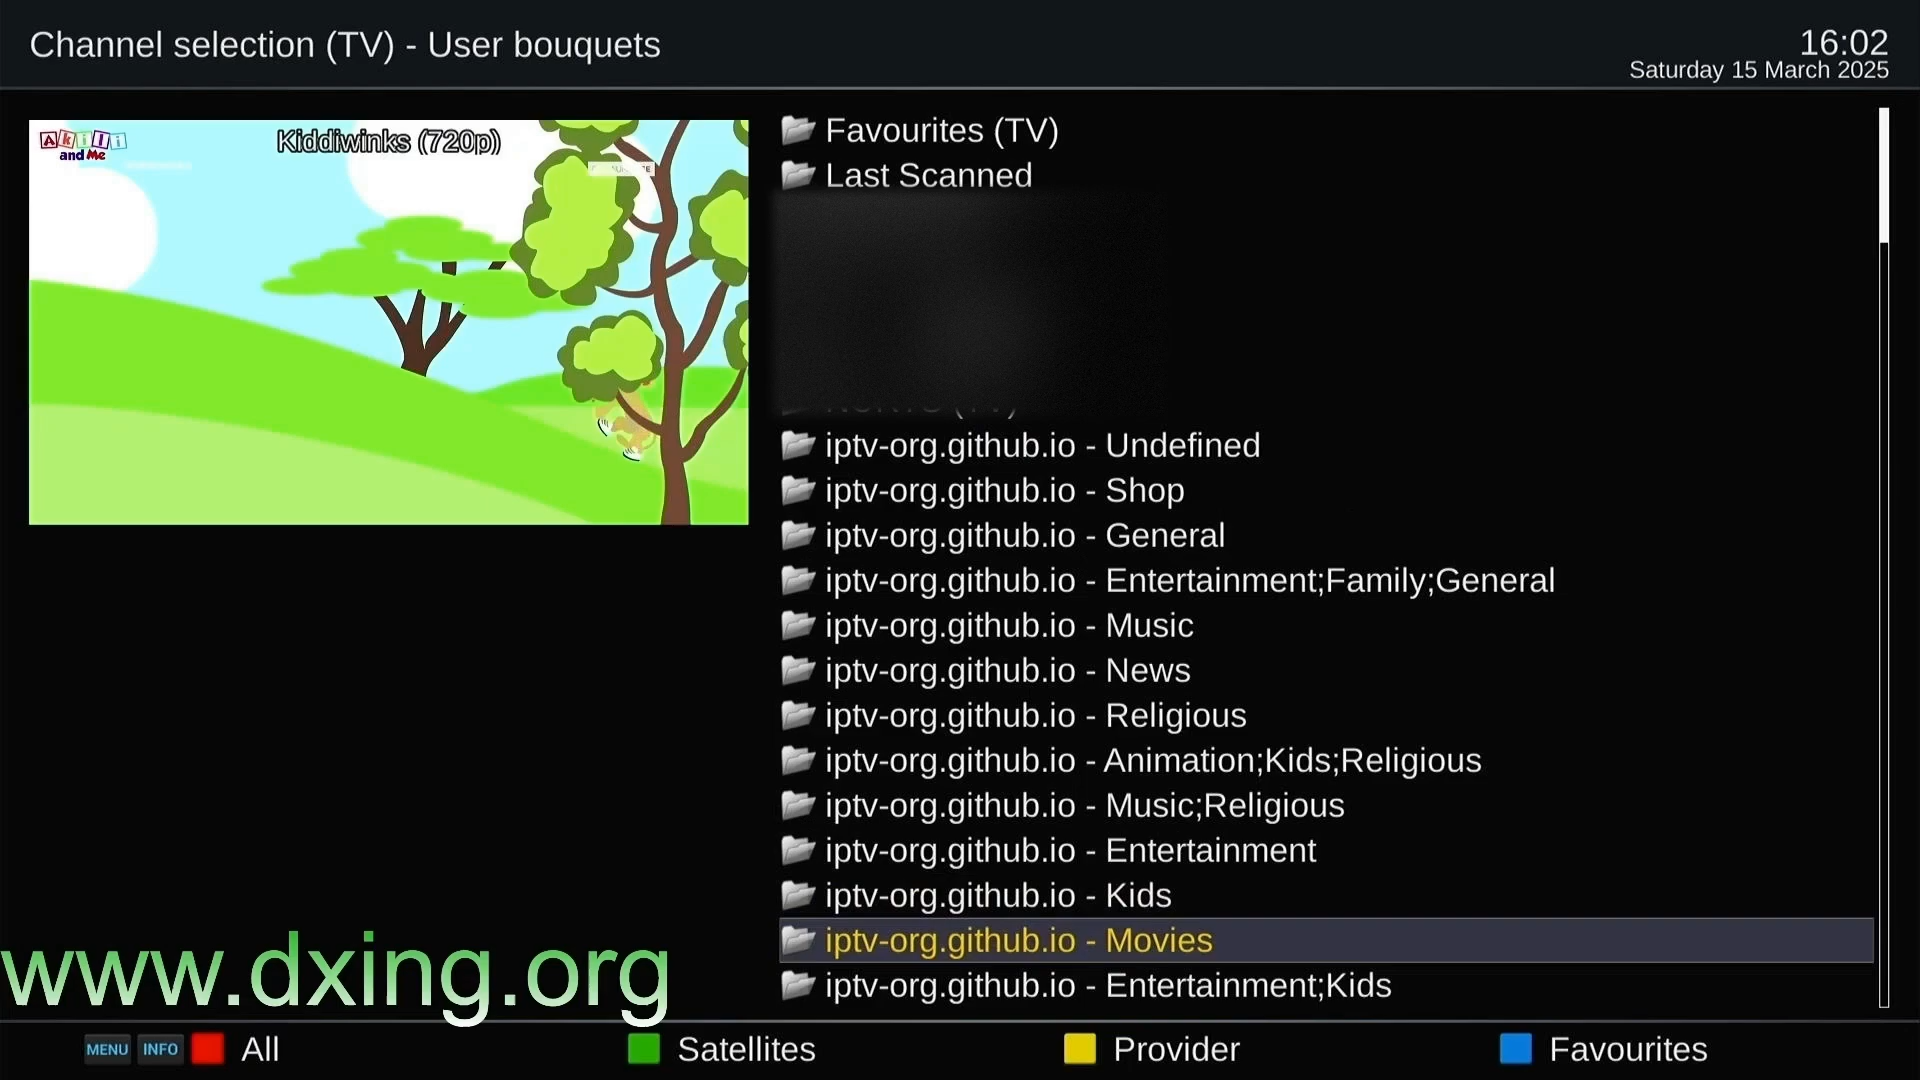 Channel selection (TV) - User bouquets
16:02
Saturday 15 March 2025
Akili
and Me
Kiddiwinks (720p)
Favourites (TV)
Last Scanned
iptv-org.github.io - Undefined
iptv-org.github.io - Shop
iptv-org.github.io - General
iptv-org.github.io - Entertainment;Family;General
iptv-org.github.io - Music
iptv-org.github.io - News
iptv-org.github.io - Religious
iptv-org.github.io - Animation;Kids;Religious
iptv-org.github.io - Music;Religious
iptv-org.github.io - Entertainment
iptv-org.github.io - Kids
iptv-org.github.io - Movies
iptv-org.github.io - Entertainment;Kids
www.dxing.org
MENU INFO All Satellites Provider Favourites